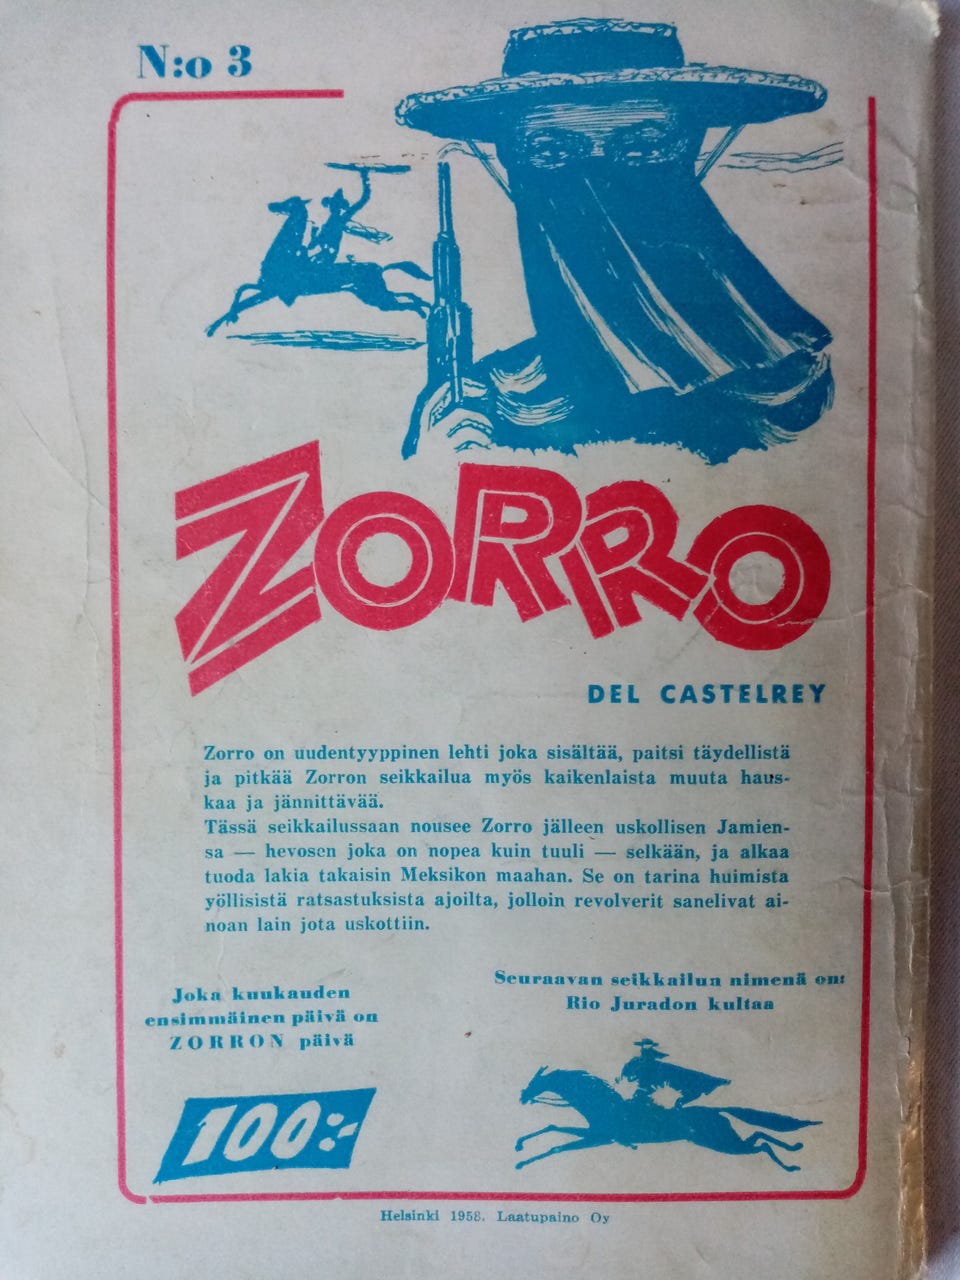 N:o 3
ZORRO
DEL CASTELREY
Zorro on uudentyyppinen lehti joka sisältää, paitsi täydellistä
ja pitkää Zorron seikkailua myös kaikenlaista muuta haus-
kaa ja jännittävää.
Tässä seikkailussaan nousee Zorro jälleen uskollisen Jamien-
sa — hevosen joka on nopea kuin tuuli — selkään, ja alkaa
tuoda lakia takaisin Meksikon maahan. Se on tarina huimista
yöllisistä ratsastuksista ajoilta, jolloin revolverit sanelivat ai-
noan lain jota uskottiin.
Joka kuukauden
ensimmäinen päivä on
ZORRON päivä
100:-
Seuraavan seikkailun nimenä on:
Rio Juradon kultaa
Helsinki 1958. Laatupaino Oy